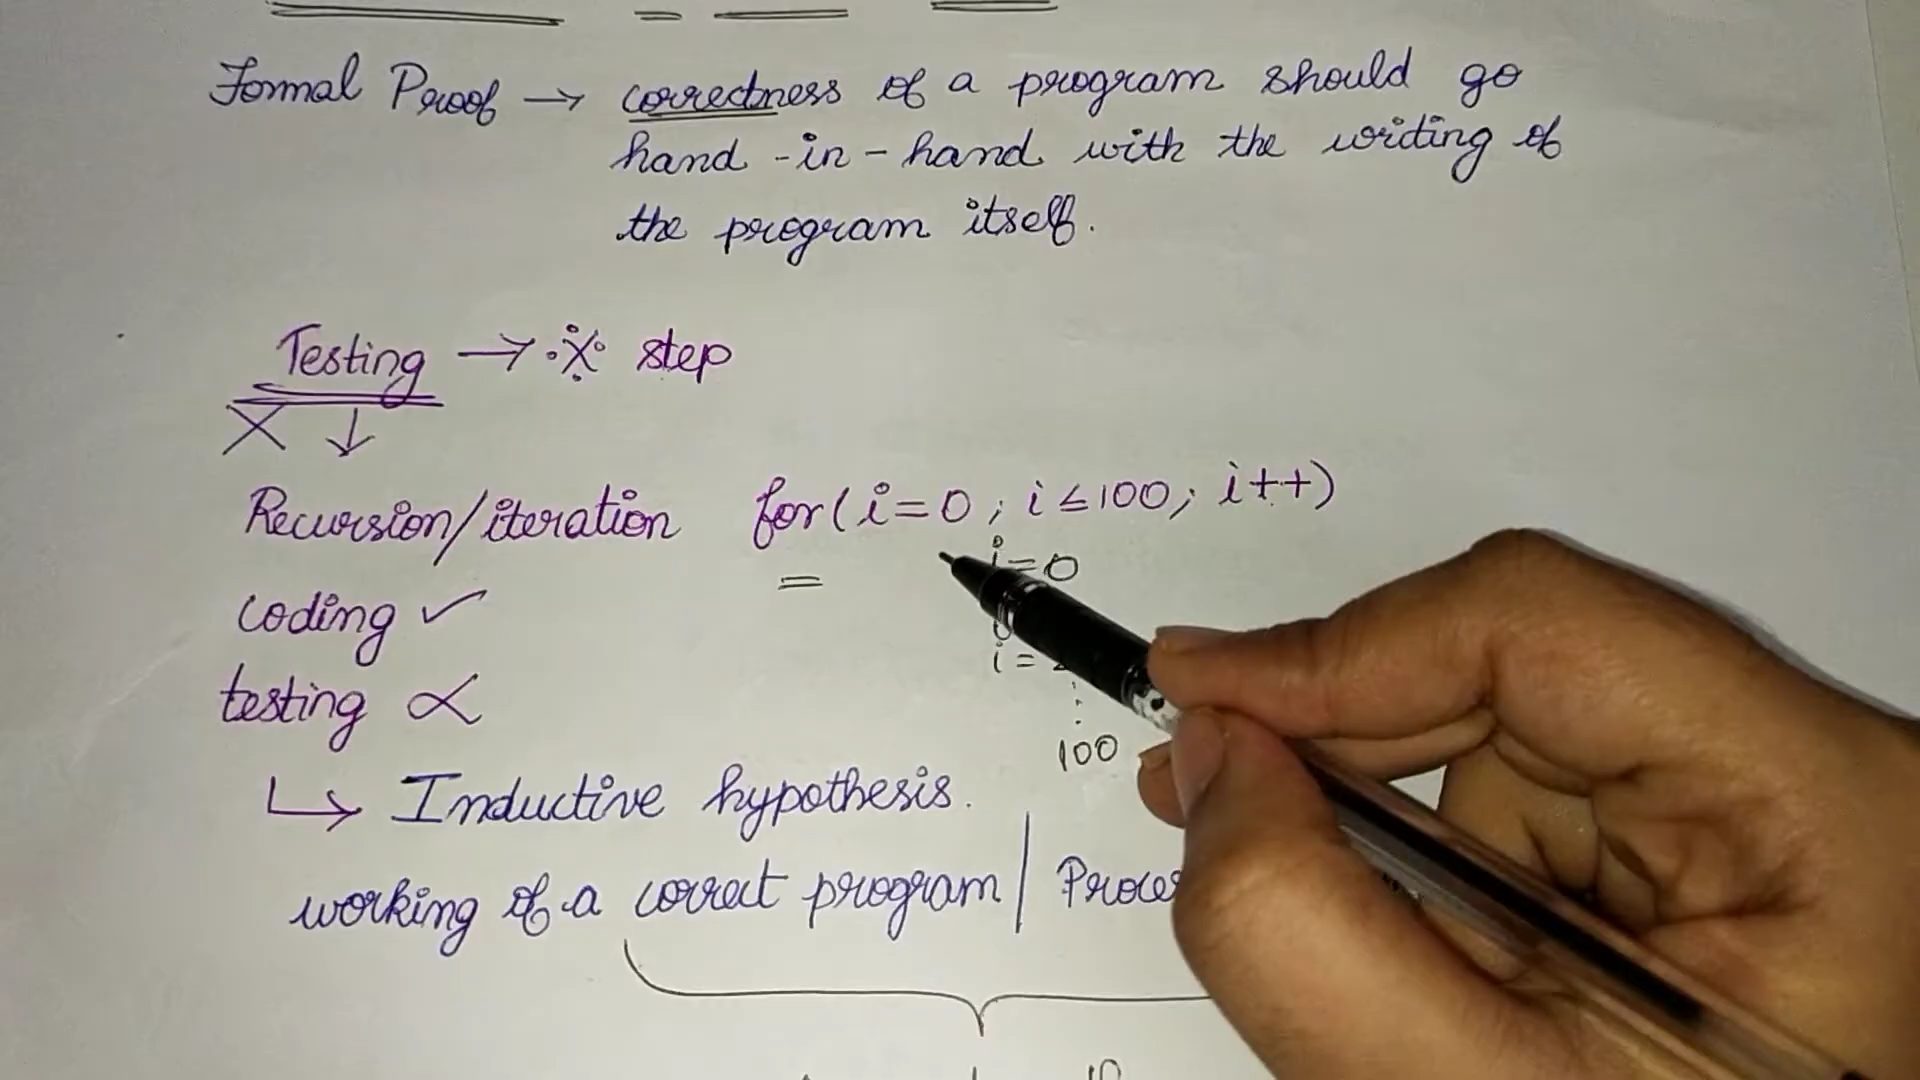 Formal Proof → correctness of a program should go
hand-in-hand with the writing of
the program itself.
Testing → step
Recursion/iteration for(i=0; i≤100; i++)
i=0
=
coding ✓
i =
testing ∝
100
↳ Inductive hypothesis.
working of a correct program |